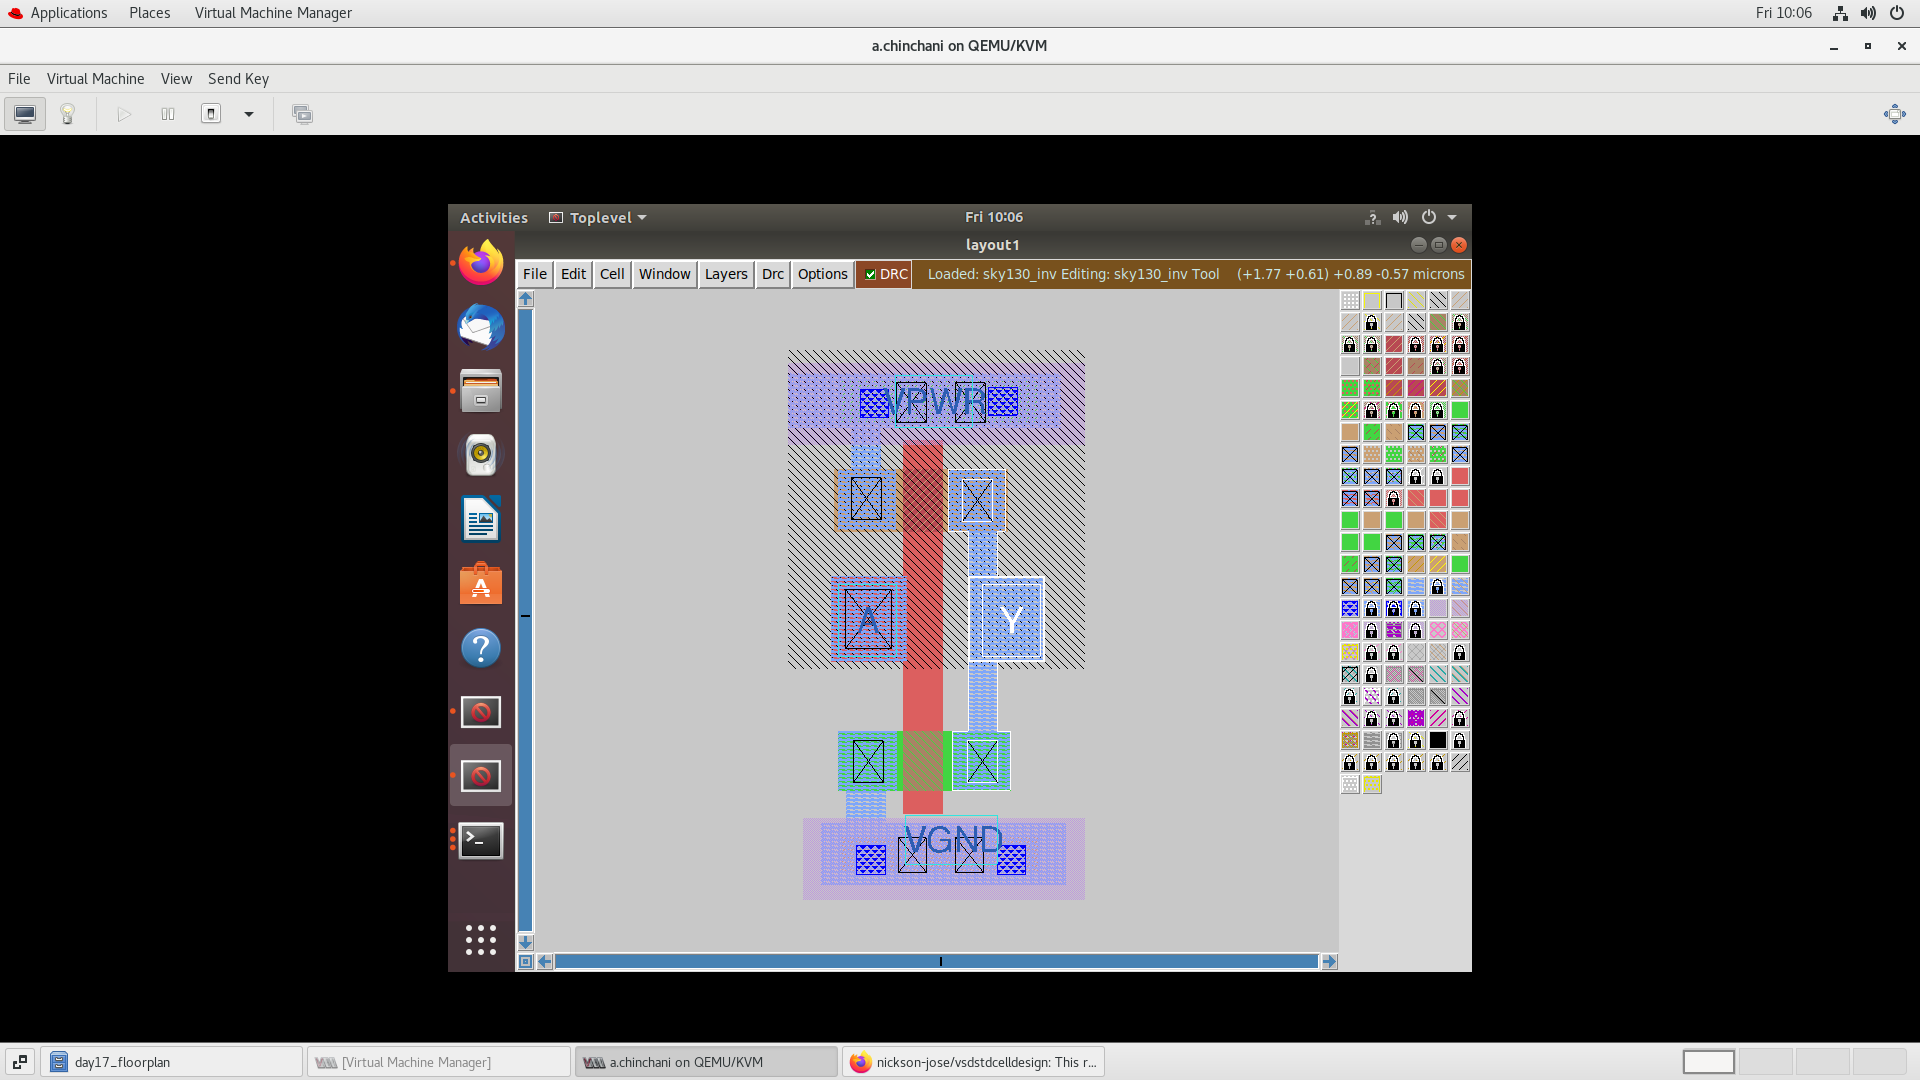 Applications Places Virtual Machine Manager Fri 10:06
a.chinchani on QEMU/KVM
File Virtual Machine View Send Key
Activities Toplevel Fri 10:06
layout1
File Edit Cell Window Layers Drc Options DRC Loaded: sky130_inv Editing: sky130_inv Tool (+1.77 +0.61) +0.89 -0.57 microns
VPWR
A Y
VGND
day17_floorplan [Virtual Machine Manager] a.chinchani on QEMU/KVM nickson-jose/vsdstdcelldesign: This r...